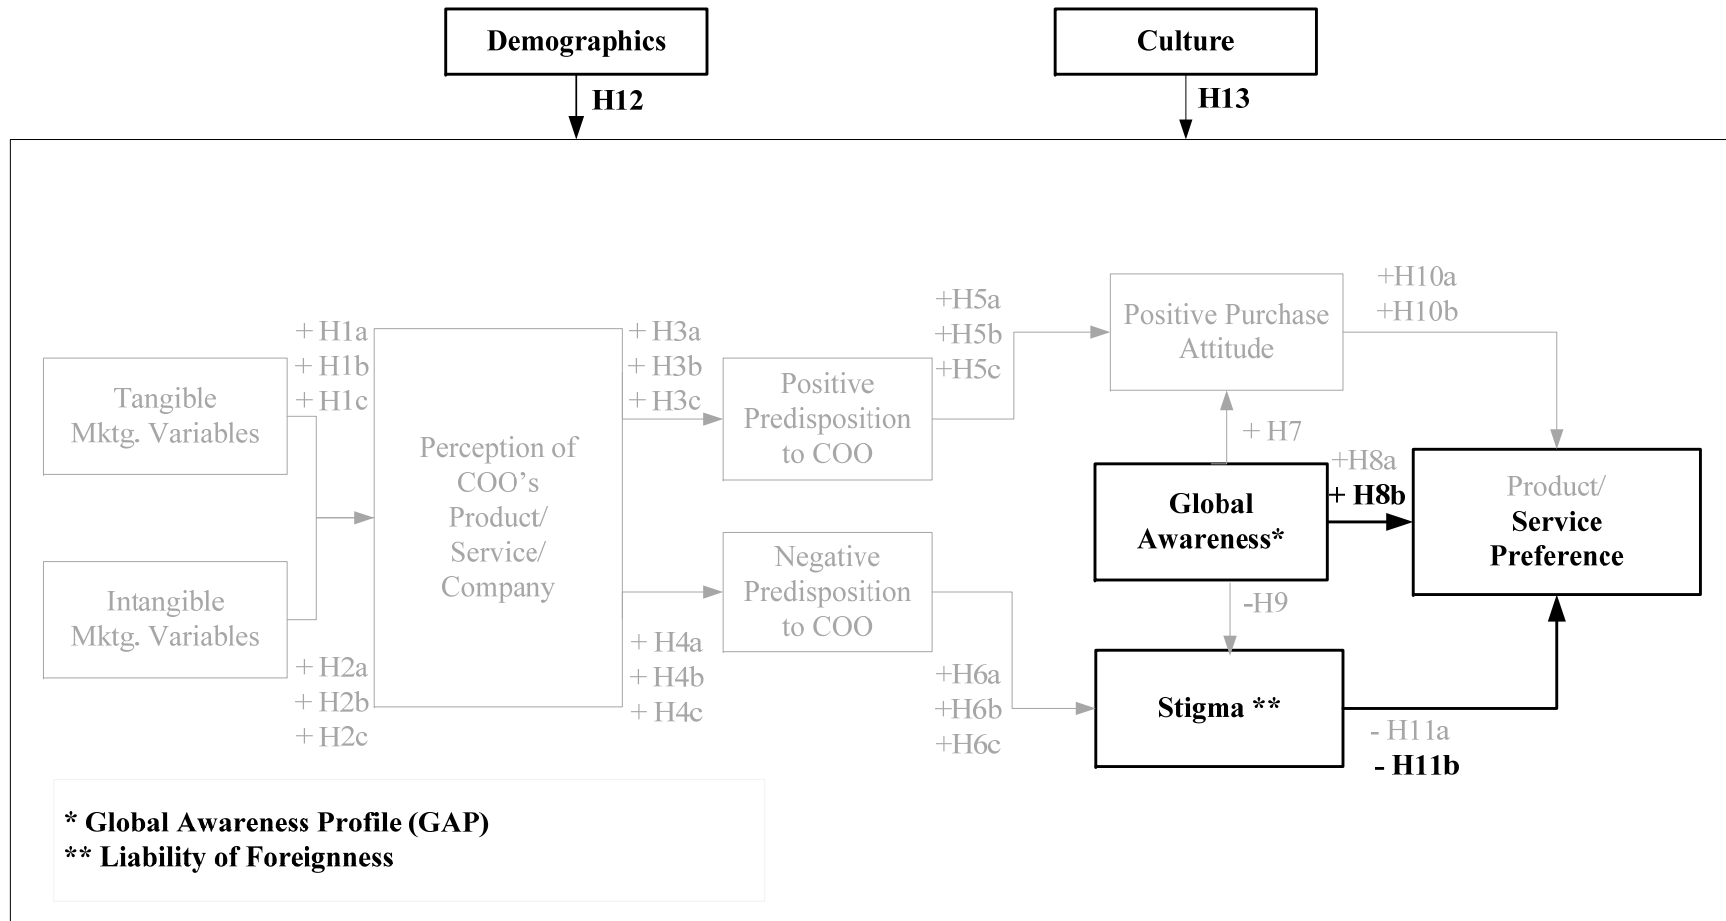 Demographics
Culture
H12
H13
+ H1a
+ H1b
+ H1c
Tangible
Mktg. Variables
Intangible
Mktg. Variables
+ H2a
+ H2b
+ H2c
Perception of
COO's
Product/
Service/
Company
+ H3a
+ H3b
+ H3c
+ H4a
+ H4b
+ H4c
Positive
Predisposition
to COO
Negative
Predisposition
to COO
+H5a
+H5b
+H5c
+H6a
+H6b
+H6c
Positive Purchase
Attitude
+ H7
Global
Awareness*
-H9
Stigma **
+H10a
+H10b
+H8a
+ H8b
Product/
Service
Preference
- H11a
- H11b
* Global Awareness Profile (GAP)
** Liability of Foreignness